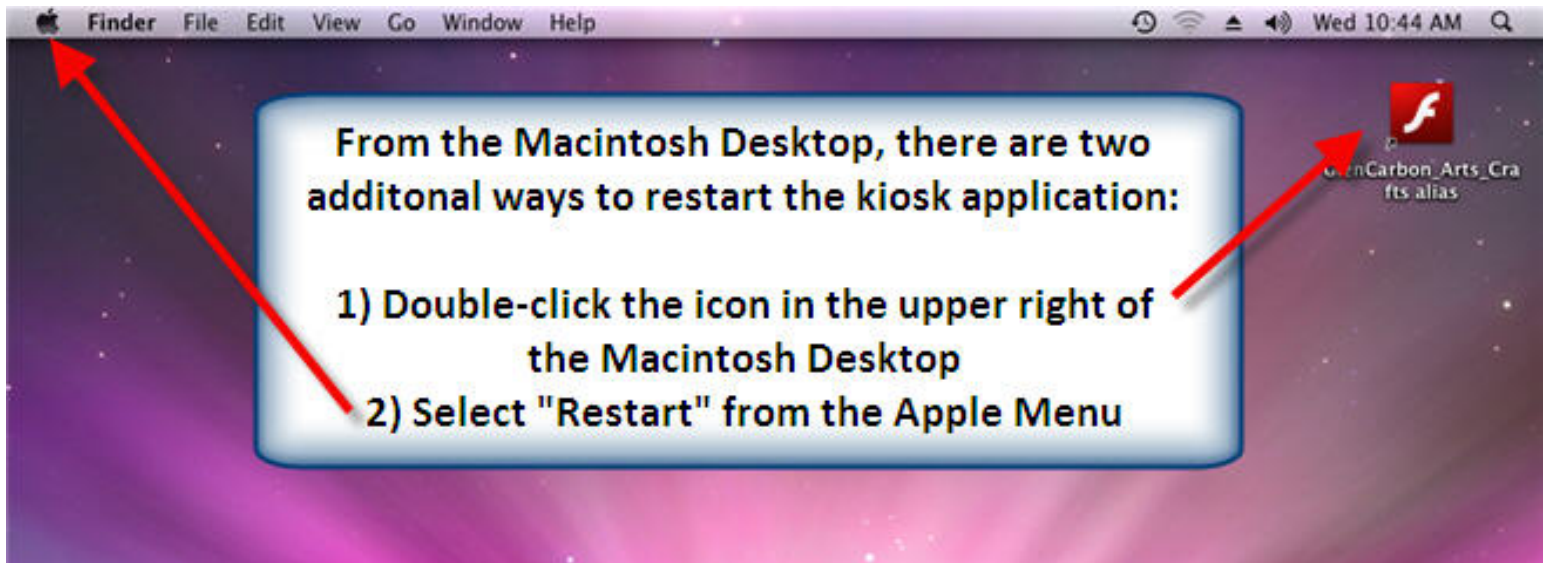 Finder File Edit View Go Window Help Wed 10:44 AM
From the Macintosh Desktop, there are two
additonal ways to restart the kiosk application:
1) Double-click the icon in the upper right of
the Macintosh Desktop
2) Select "Restart" from the Apple Menu
nCarbon_Arts_Cra
fts alias